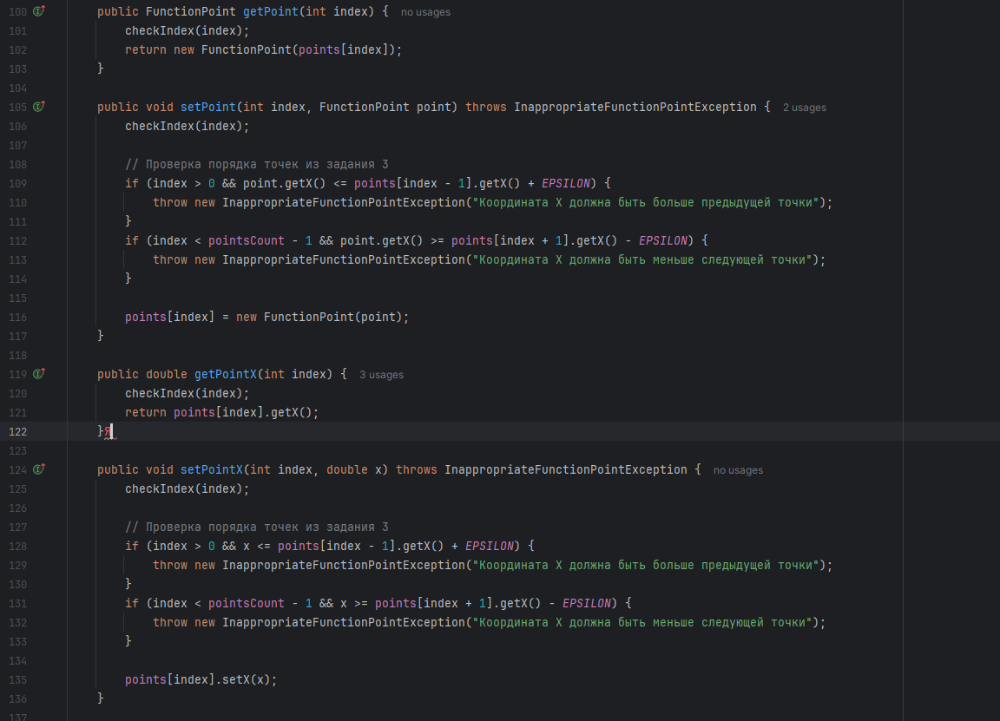 100 public FunctionPoint getPoint(int index) { no usages
101 checkIndex(index);
102 return new FunctionPoint(points[index]);
103 }
104
105 public void setPoint(int index, FunctionPoint point) throws InappropriateFunctionPointException { 2 usages
106 checkIndex(index);
107
108 // Проверка порядка точек из задания 3
109 if (index > 0 && point.getX() <= points[index - 1].getX() + EPSILON) {
110 throw new InappropriateFunctionPointException("Координата X должна быть больше предыдущей точки");
111 }
112 if (index < pointsCount - 1 && point.getX() >= points[index + 1].getX() - EPSILON) {
113 throw new InappropriateFunctionPointException("Координата X должна быть меньше следующей точки");
114 }
115
116 points[index] = new FunctionPoint(point);
117 }
118
119 public double getPointX(int index) { 3 usages
120 checkIndex(index);
121 return points[index].getX();
122 }Я
123
124 public void setPointX(int index, double x) throws InappropriateFunctionPointException { no usages
125 checkIndex(index);
126
127 // Проверка порядка точек из задания 3
128 if (index > 0 && x <= points[index - 1].getX() + EPSILON) {
129 throw new InappropriateFunctionPointException("Координата X должна быть больше предыдущей точки");
130 }
131 if (index < pointsCount - 1 && x >= points[index + 1].getX() - EPSILON) {
132 throw new InappropriateFunctionPointException("Координата X должна быть меньше следующей точки");
133 }
134
135 points[index].setX(x);
136 }
137